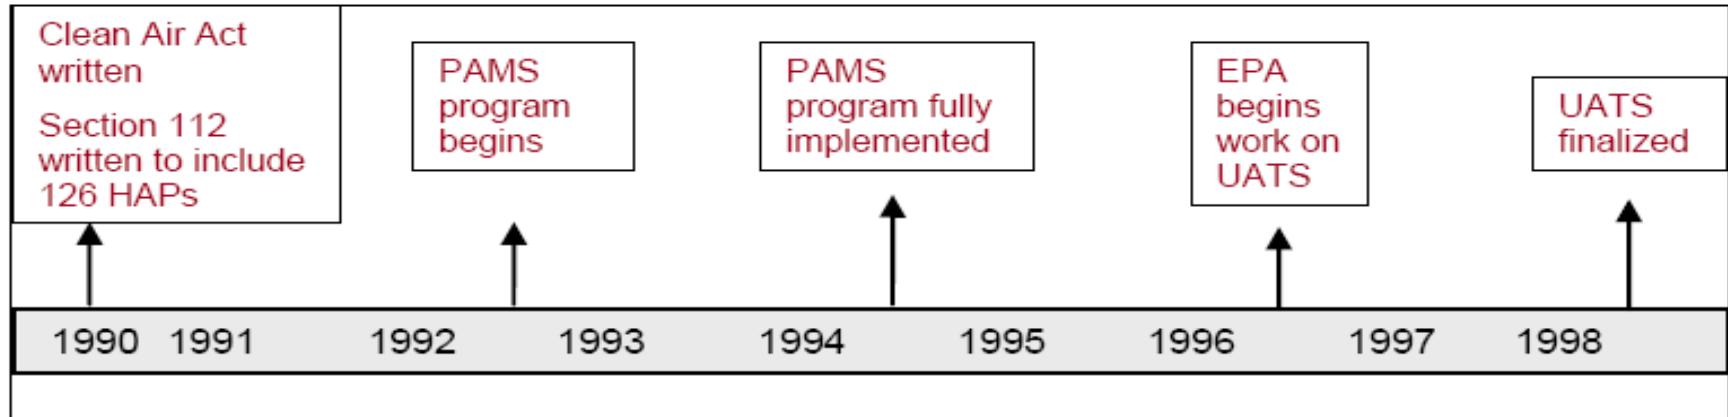 Clean Air Act
written
Section 112
written to include
126 HAPs
PAMS
program
begins
PAMS
program fully
implemented
EPA
begins
work on
UATS
UATS
finalized
1990 1991 1992 1993 1994 1995 1996 1997 1998